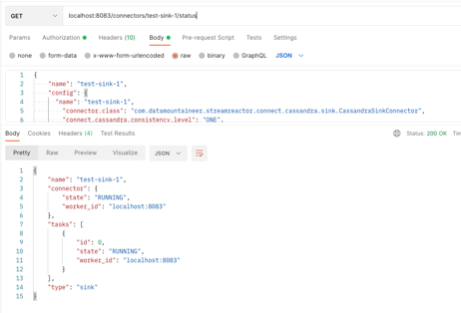 GET localhost:8083/connectors/test-sink-1/status
Params Authorization Headers (10) Body Pre-request Script Tests Settings
none form-data x-www-form-urlencoded raw binary GraphQL JSON
1 {
2 "name": "test-sink-1",
3 "config": {
4 "name": "test-sink-1",
5 "connector.class": "com.datamountaineer.streamreactor.connect.cassandra.sink.CassandraSinkConnector",
6 "connect.cassandra.consistency.level": "ONE",
Body Cookies Headers (4) Test Results Status: 200 OK
Pretty Raw Preview Visualize JSON
1 {
2 "name": "test-sink-1",
3 "connector": {
4 "state": "RUNNING",
5 "worker_id": "localhost:8083"
6 },
7 "tasks": [
8 {
9 "id": 0,
10 "state": "RUNNING",
11 "worker_id": "localhost:8083"
12 }
13 ],
14 "type": "sink"
15 }